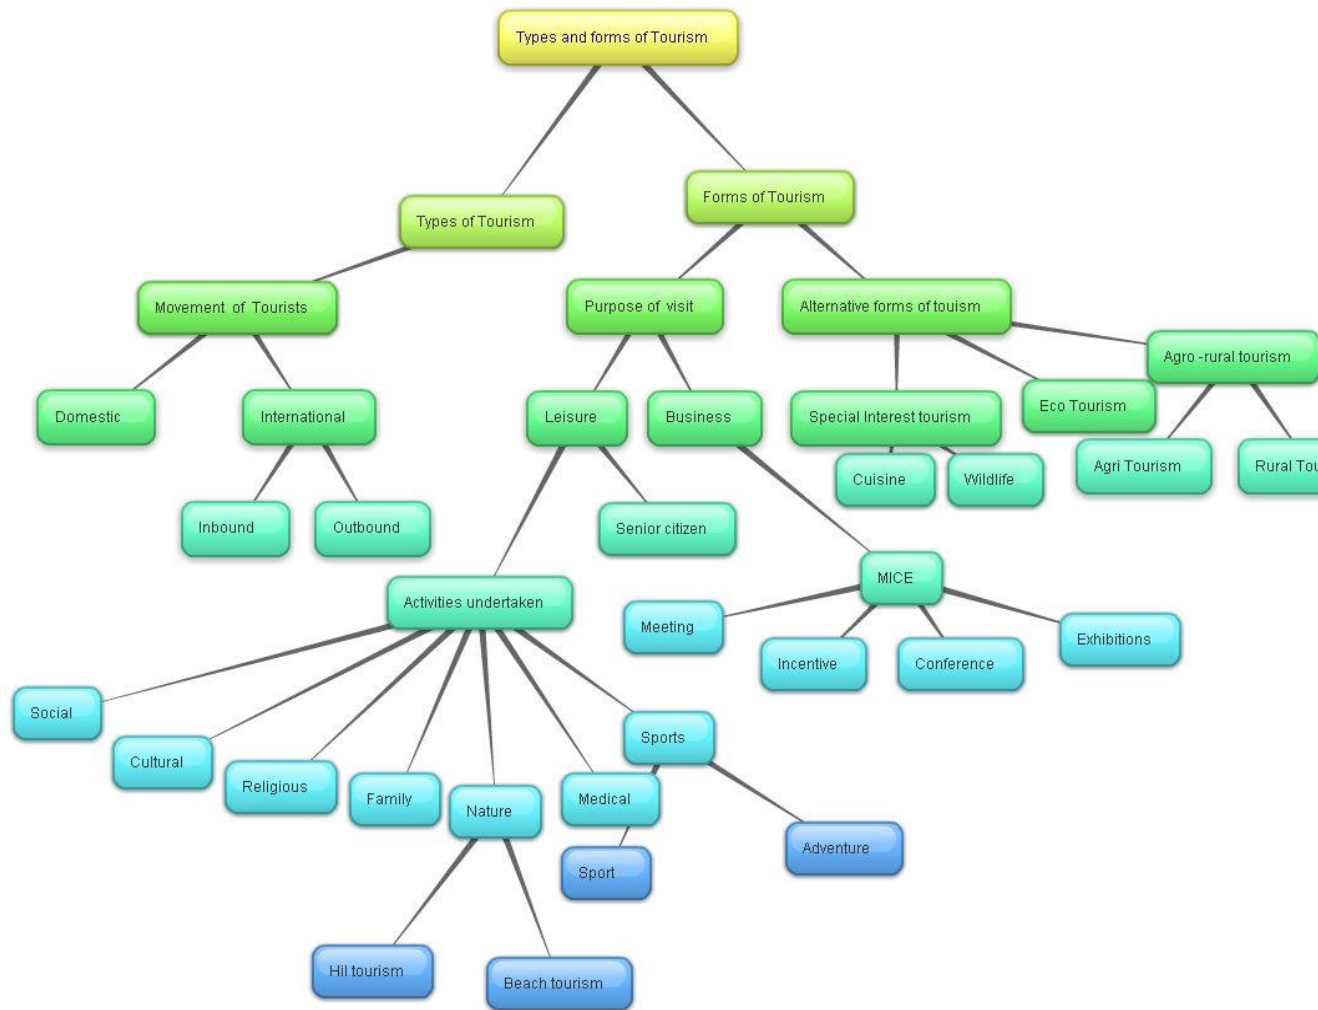 Types and forms of Tourism
Types of Tourism
Forms of Tourism
Movement of Tourists
Purpose of visit
Alternative forms of touism
Agro -rural tourism
Domestic
International
Leisure
Business
Special Interest tourism
Eco Tourism
Agri Tourism
Rural Tou
Cuisine
Wildlife
Inbound
Outbound
Senior citizen
Activities undertaken
MICE
Meeting
Incentive
Conference
Exhibitions
Social
Cultural
Religious
Family
Nature
Medical
Sports
Sport
Adventure
Hil tourism
Beach tourism